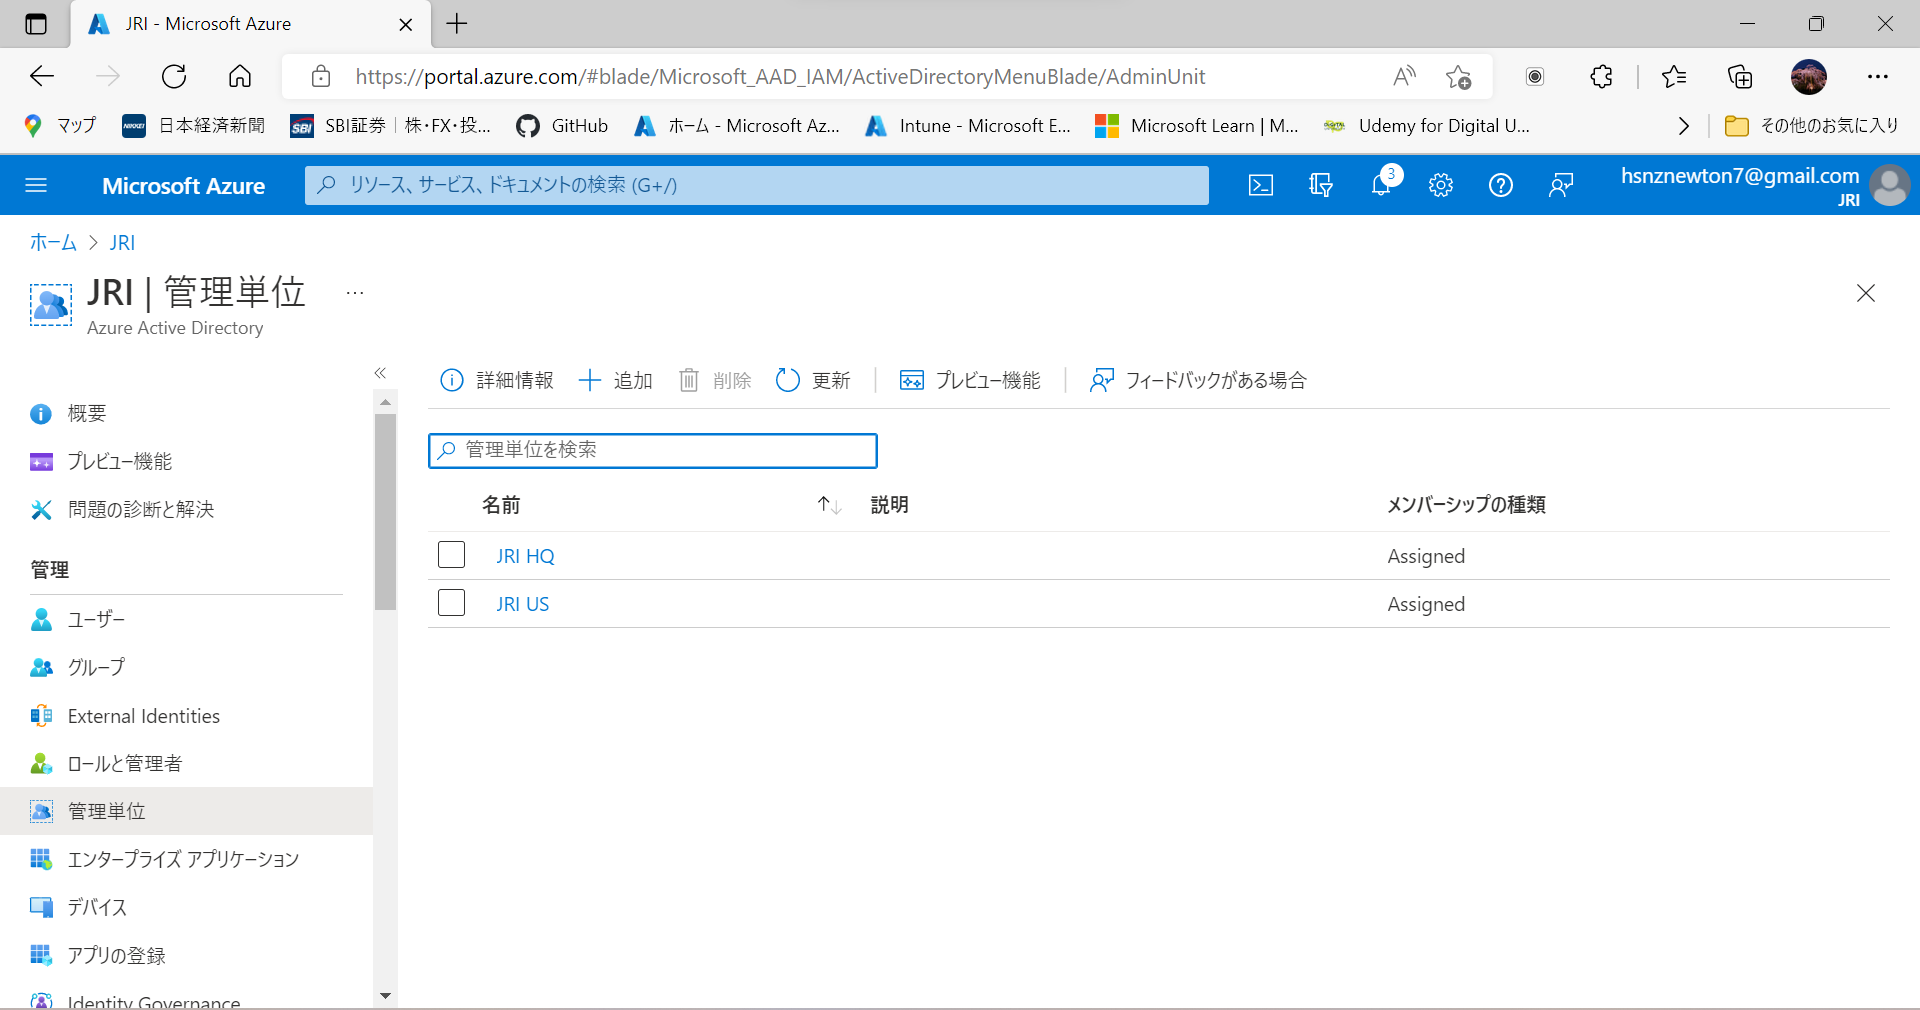 JRI - Microsoft Azure
https://portal.azure.com/#blade/Microsoft_AAD_IAM/ActiveDirectoryMenuBlade/AdminUnit
マップ 日本経済新聞 SBI証券｜株・FX・投... GitHub ホーム - Microsoft Az... Intune - Microsoft E... Microsoft Learn | M... Udemy for Digital U... その他のお気に入り
Microsoft Azure リソース、サービス、ドキュメントの検索 (G+/) 3 hsnznewton7@gmail.com
JRI
ホーム > JRI
JRI | 管理単位 ...
Azure Active Directory
詳細情報 追加 削除 更新 プレビュー機能 フィードバックがある場合
概要
プレビュー機能
問題の診断と解決
管理
ユーザー
グループ
External Identities
ロールと管理者
管理単位
エンタープライズ アプリケーション
デバイス
アプリの登録
Identity Governance
管理単位を検索
名前 説明 メンバーシップの種類
JRI HQ Assigned
JRI US Assigned